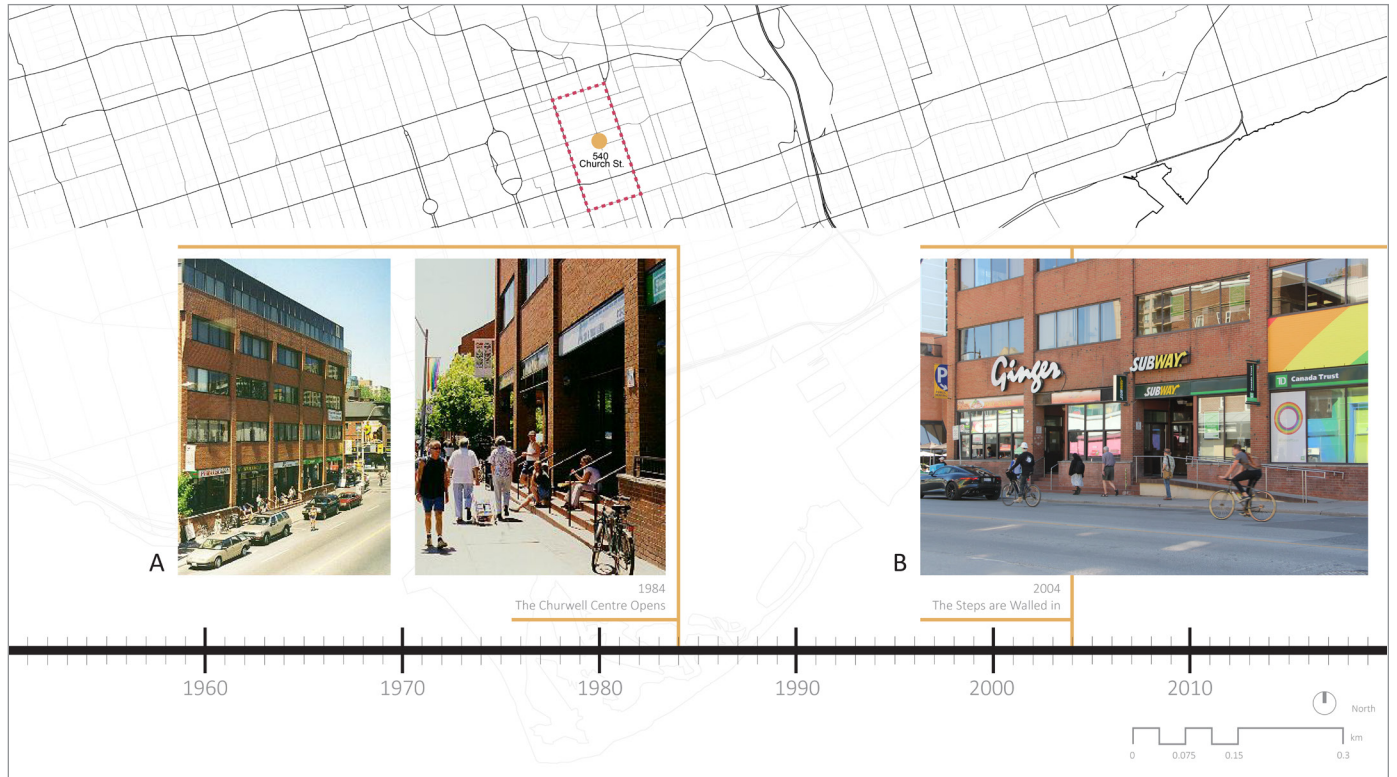 540
Church St.
Ginger
SUBWAY
SUBWAY
TD Canada Trust
P
A
B
1984
The Churwell Centre Opens
2004
The Steps are Walled in
1960
1970
1980
1990
2000
2010
North
km
0
0.075
0.15
0.3